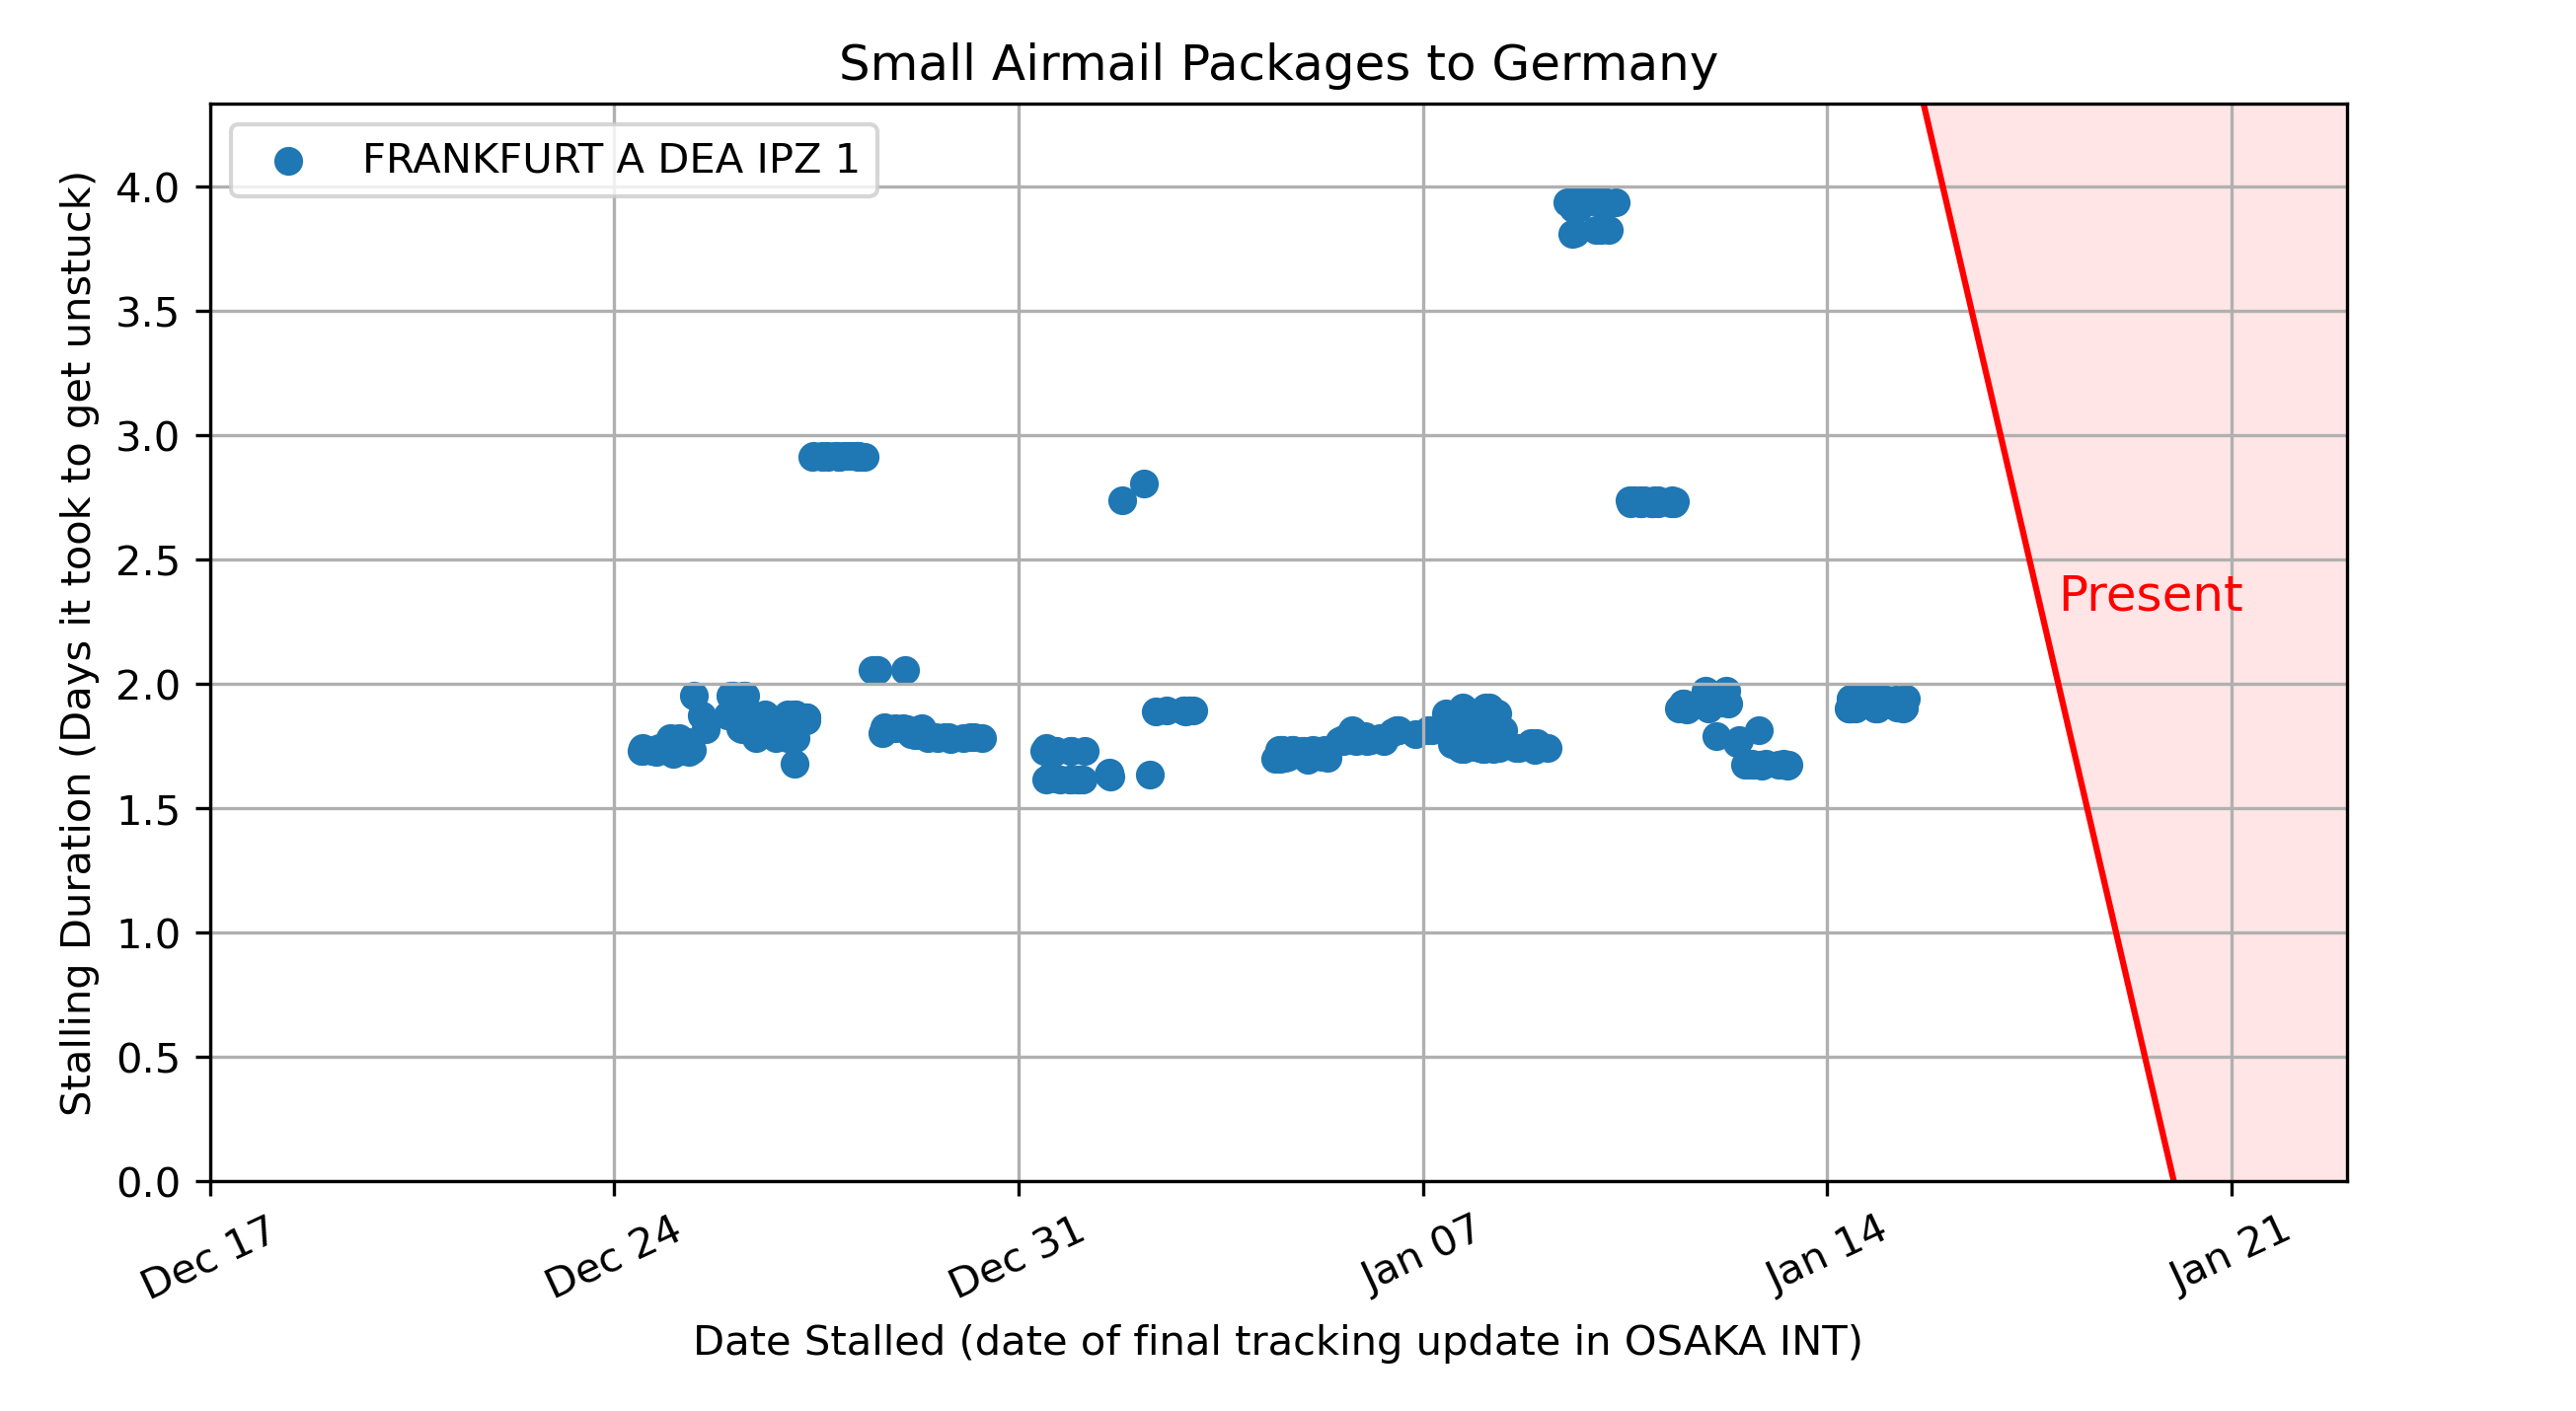 Small Airmail Packages to Germany
FRANKFURT A DEA IPZ 1
Stalling Duration (Days it took to get unstuck)
4.0
3.5
3.0
2.5
2.0
1.5
1.0
0.5
0.0
Present
Dec 17
Dec 24
Dec 31
Jan 07
Jan 14
Jan 21
Date Stalled (date of final tracking update in OSAKA INT)